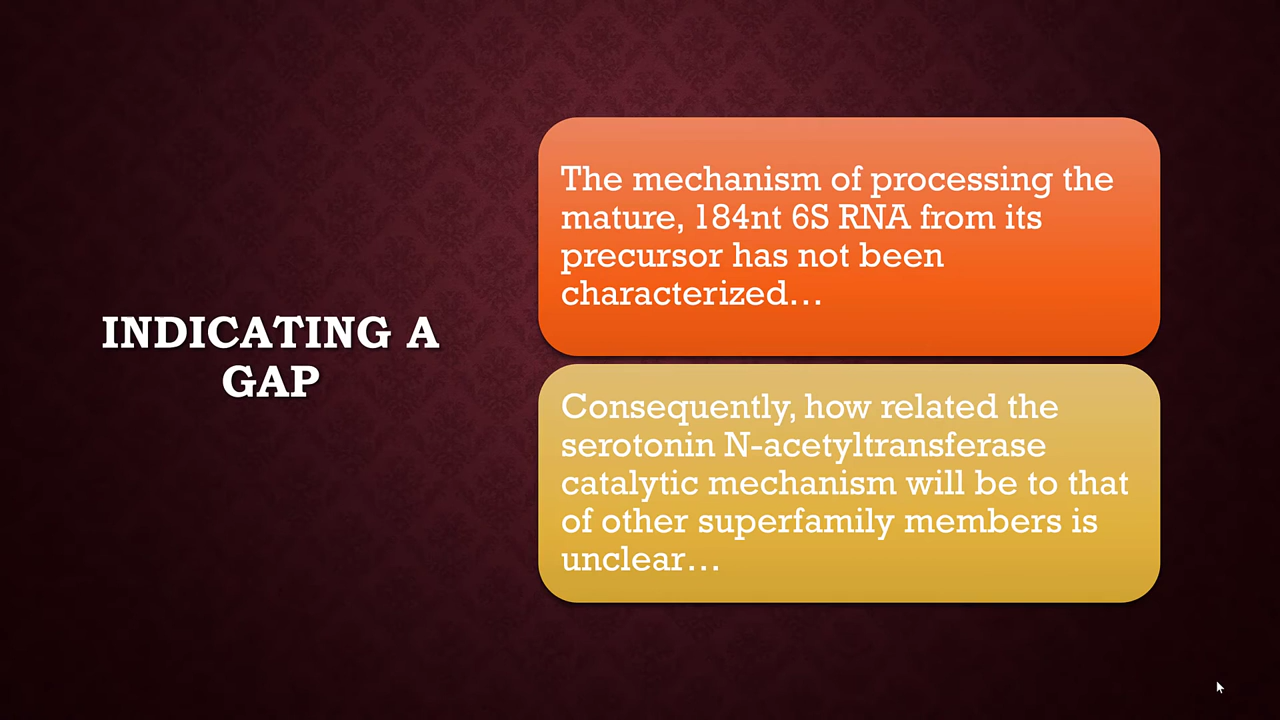 INDICATING A
GAP
The mechanism of processing the
mature, 184nt 6S RNA from its
precursor has not been
characterized…
Consequently, how related the
serotonin N-acetyltransferase
catalytic mechanism will be to that
of other superfamily members is
unclear…